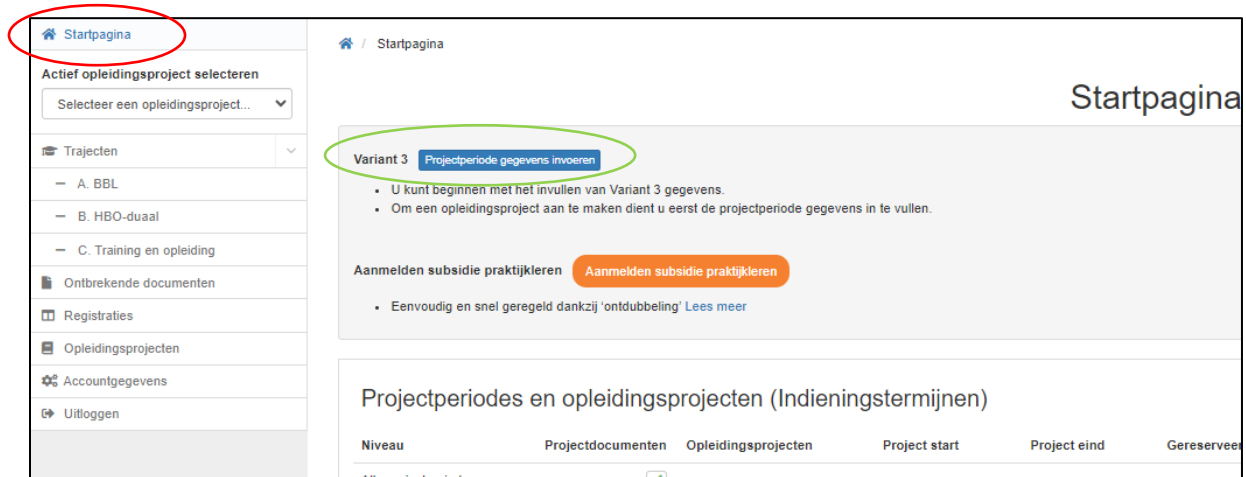 Startpagina
Actief opleidingsproject selecteren
Selecteer een opleidingsproject...
Trajecten
A. BBL
B. HBO-duaal
C. Training en opleiding
Ontbrekende documenten
Registraties
Opleidingsprojecten
Accountgegevens
Uitloggen
/ Startpagina
Startpagina
Variant 3 Projectperiode gegevens invoeren
• U kunt beginnen met het invullen van Variant 3 gegevens.
• Om een opleidingsproject aan te maken dient u eerst de projectperiode gegevens in te vullen.
Aanmelden subsidie praktijkleren Aanmelden subsidie praktijkleren
• Eenvoudig en snel geregeld dankzij ‘ontdubbeling’ Lees meer
Projectperiodes en opleidingsprojecten (Indieningstermijnen)
Niveau Projectdocumenten Opleidingsprojecten Project start Project eind Gereserveer